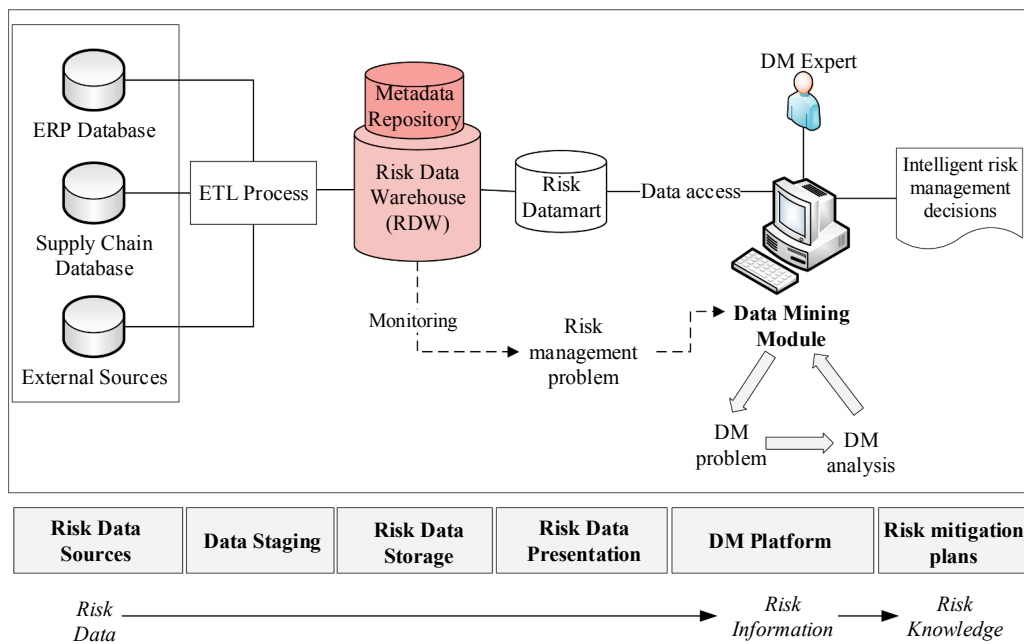 ERP Database
Supply Chain
Database
External Sources
ETL Process
Metadata
Repository
Risk Data
Warehouse
(RDW)
Risk
Datamart
Data access
DM Expert
Intelligent risk
management
decisions
Monitoring
Risk
management
problem
Data Mining
Module
DM
problem
DM
analysis
Risk Data
Sources
Data Staging
Risk Data
Storage
Risk Data
Presentation
DM Platform
Risk mitigation
plans
Risk
Data
Risk
Information
Risk
Knowledge